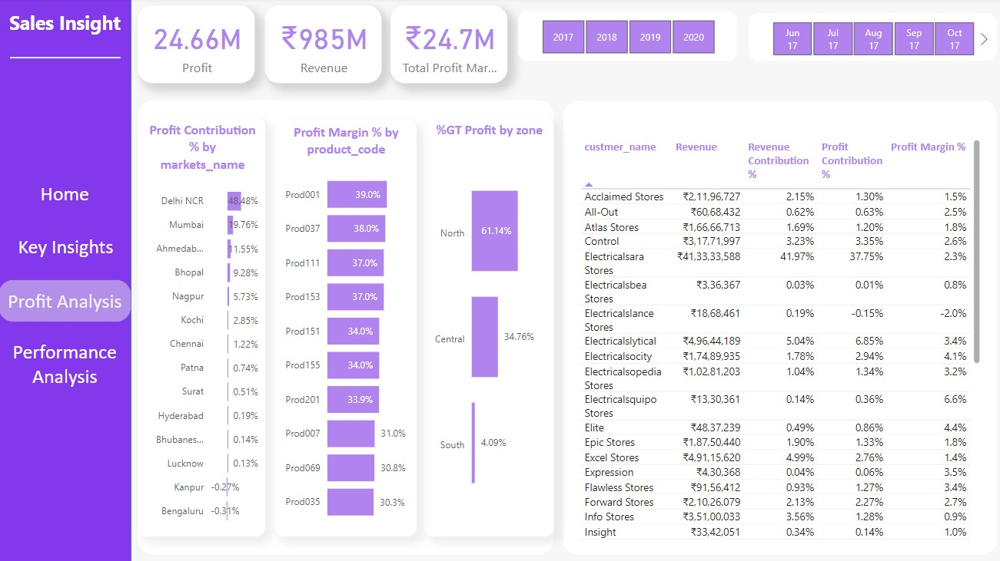 Sales Insight
Home
Key Insights
Profit Analysis
Performance
Analysis
24.66M
Profit
₹985M
Revenue
₹24.7M
Total Profit Mar...
2017 2018 2019 2020
Jun Jul Aug Sep Oct
17 17 17 17 17
Profit Contribution
% by
markets_name
Delhi NCR 48.48%
Mumbai 19.76%
Ahmedab... 11.55%
Bhopal 9.28%
Nagpur 5.73%
Kochi 2.85%
Chennai 1.22%
Patna 0.74%
Surat 0.51%
Hyderabad 0.19%
Bhubanes... 0.14%
Lucknow 0.13%
Kanpur -0.27%
Bengaluru -0.31%
Profit Margin % by
product_code
Prod001 39.0%
Prod037 38.0%
Prod111 37.0%
Prod153 37.0%
Prod151 34.0%
Prod155 34.0%
Prod201 33.9%
Prod007 31.0%
Prod069 30.8%
Prod035 30.3%
%GT Profit by zone
North 61.14%
Central 34.76%
South 4.09%
custmer_name Revenue Revenue Profit Profit Margin %
Contribution Contribution
% %
Acclaimed Stores ₹2,11,96,727 2.15% 1.30% 1.5%
All-Out ₹60,68,432 0.62% 0.63% 2.5%
Atlas Stores ₹1,66,66,713 1.69% 1.20% 1.8%
Control ₹3,17,71,997 3.23% 3.35% 2.6%
Electricalsara ₹41,33,33,588 41.97% 37.75% 2.3%
Stores
Electricalsbea ₹3,36,367 0.03% 0.01% 0.8%
Stores
Electricalslance ₹18,68,461 0.19% -0.15% -2.0%
Stores
Electricalslytical ₹4,96,44,189 5.04% 6.85% 3.4%
Electricalsocity ₹1,74,89,935 1.78% 2.94% 4.1%
Electricalsopedia ₹1,02,81,203 1.04% 1.34% 3.2%
Stores
Electricalsquipo ₹13,30,361 0.14% 0.36% 6.6%
Stores
Elite ₹48,37,239 0.49% 0.86% 4.4%
Epic Stores ₹1,87,50,440 1.90% 1.33% 1.8%
Excel Stores ₹4,91,15,620 4.99% 2.76% 1.4%
Expression ₹4,30,368 0.04% 0.06% 3.5%
Flawless Stores ₹91,56,412 0.93% 1.27% 3.4%
Forward Stores ₹2,10,26,079 2.13% 2.27% 2.7%
Info Stores ₹3,51,00,033 3.56% 1.28% 0.9%
Insight ₹33,42,051 0.34% 0.14% 1.0%